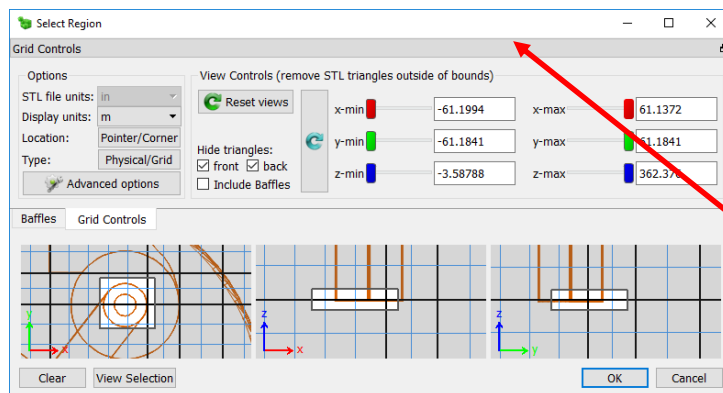 Select Region
Grid Controls
Options
STL file units: in
Display units: m
Location: Pointer/Corner
Type: Physical/Grid
Advanced options
View Controls (remove STL triangles outside of bounds)
Reset views
Hide triangles:
front back
Include Baffles
x-min -61.1994 x-max 61.1372
y-min -61.1841 y-max 61.1841
z-min -3.58788 z-max
Baffles Grid Controls
y x
z x
z y
Clear View Selection OK Cancel